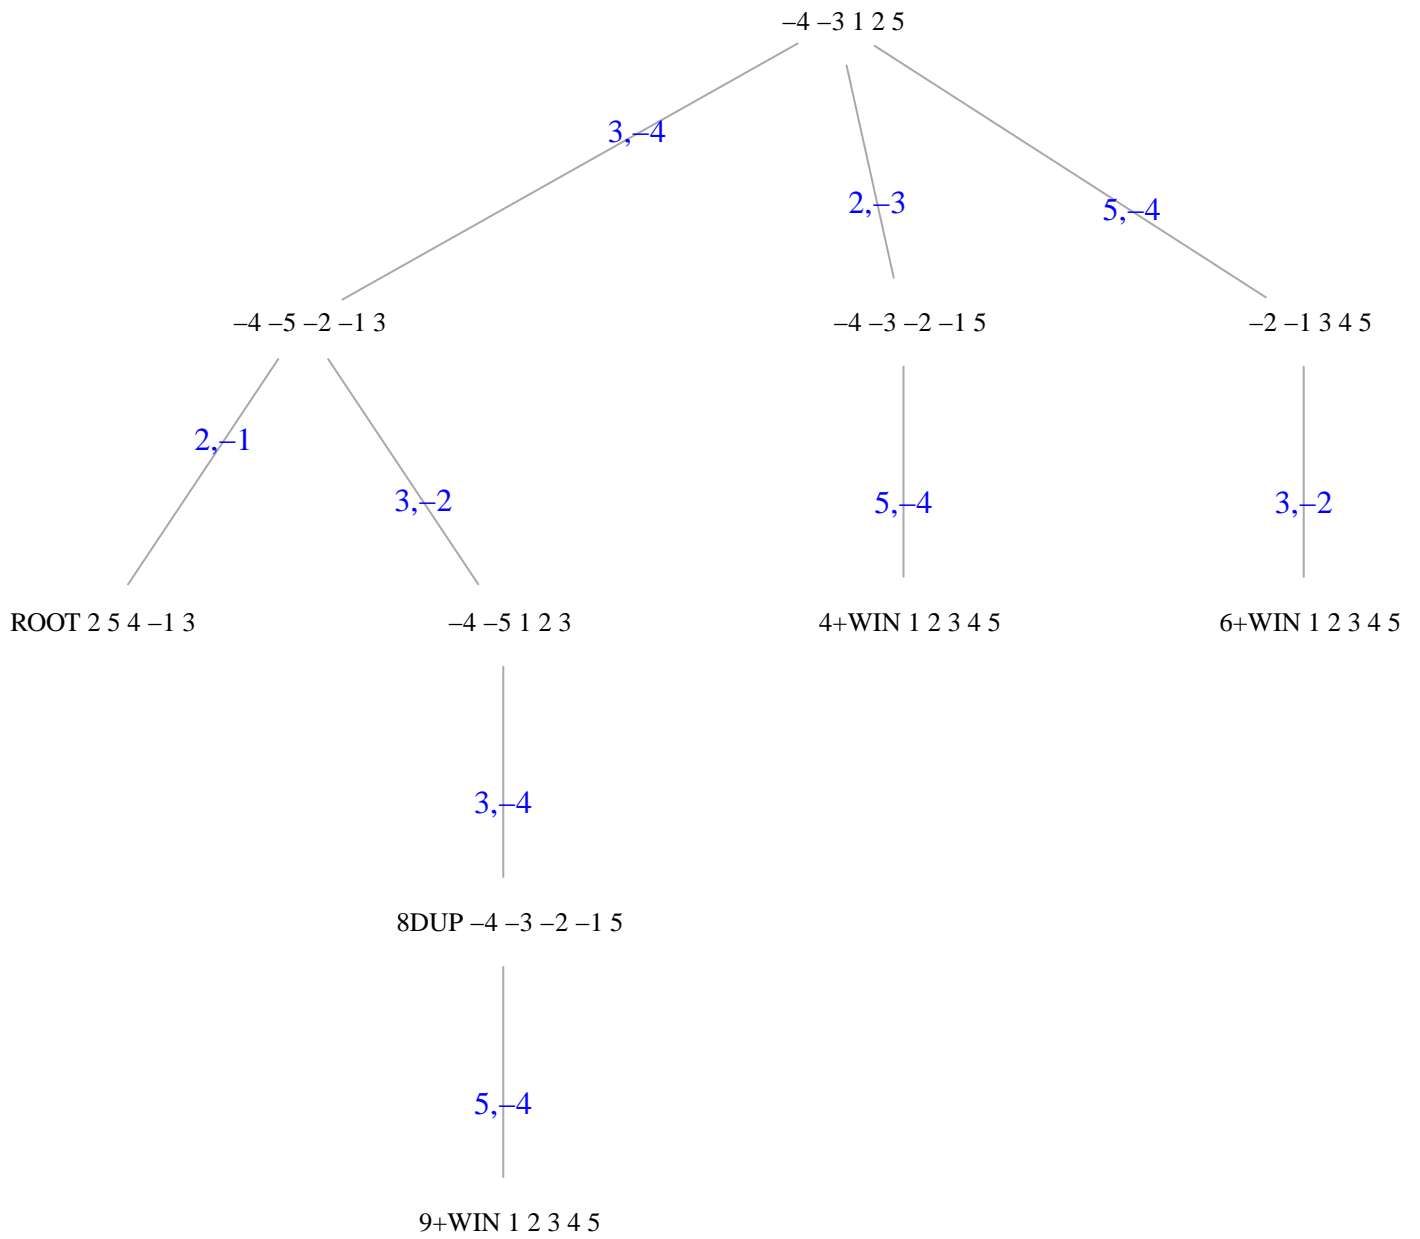 –4 –3 1 2 5
3,–4
2,–3
5,–4
–4 –5 –2 –1 3
–4 –3 –2 –1 5
–2 –1 3 4 5
2,–1
3,–2
5,–4
3,–2
ROOT 2 5 4 –1 3
–4 –5 1 2 3
4+WIN 1 2 3 4 5
6+WIN 1 2 3 4 5
3,–4
8DUP –4 –3 –2 –1 5
5,–4
9+WIN 1 2 3 4 5